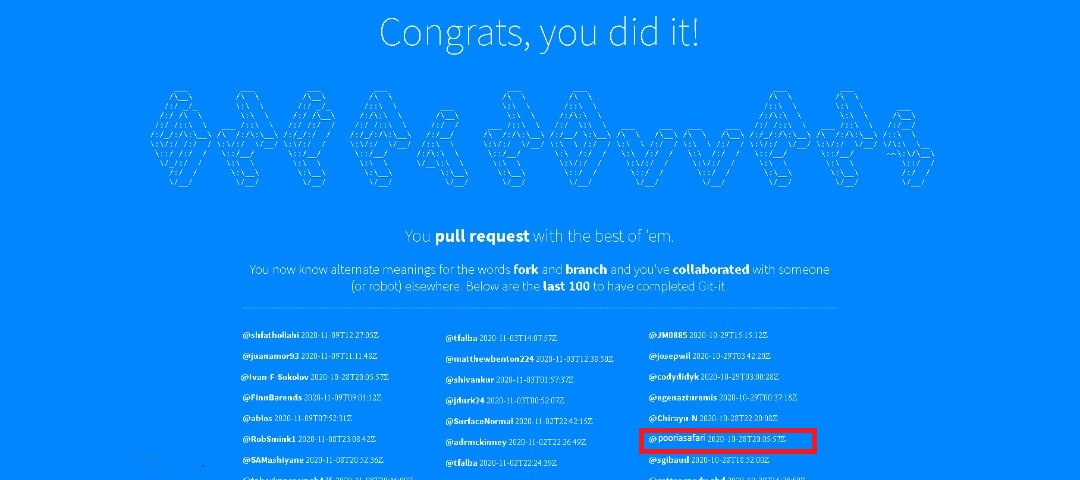 Congrats, you did it!
You pull request with the best of 'em.
You now know alternate meanings for the words fork and branch and you've collaborated with someone
(or robot) elsewhere. Below are the last 100 to have completed Git-it.
@shfathollahi 2020-11-09T12:27:05Z
@juanamor93 2020-11-09T11:11:48Z
@Ivan-F-Sokolov 2020-10-28T20:05:57Z
@FinnBarends 2020-11-09T09:01:12Z
@ablos 2020-11-09T07:52:31Z
@RobSmink1 2020-11-08T23:08:42Z
@SAMashiyane 2020-11-08T20:52:36Z
@tfalba 2020-11-03T14:07:57Z
@matthewbenton224 2020-11-03T12:38:50Z
@shivankur 2020-11-03T01:57:37Z
@jdurk24 2020-11-03T00:52:07Z
@SurfaceNormal 2020-11-02T22:42:15Z
@adrmckinney 2020-11-02T22:26:49Z
@tfalba 2020-11-02T22:24:39Z
@JM0885 2020-10-29T15:15:12Z
@josepwil 2020-10-29T03:42:20Z
@codydidyk 2020-10-29T03:00:28Z
@egenazturemis 2020-10-29T00:37:18Z
@Chirayu-N 2020-10-28T22:20:08Z
@pooriasafari 2020-10-28T20:05:57Z
@sgibaud 2020-10-28T18:52:00Z